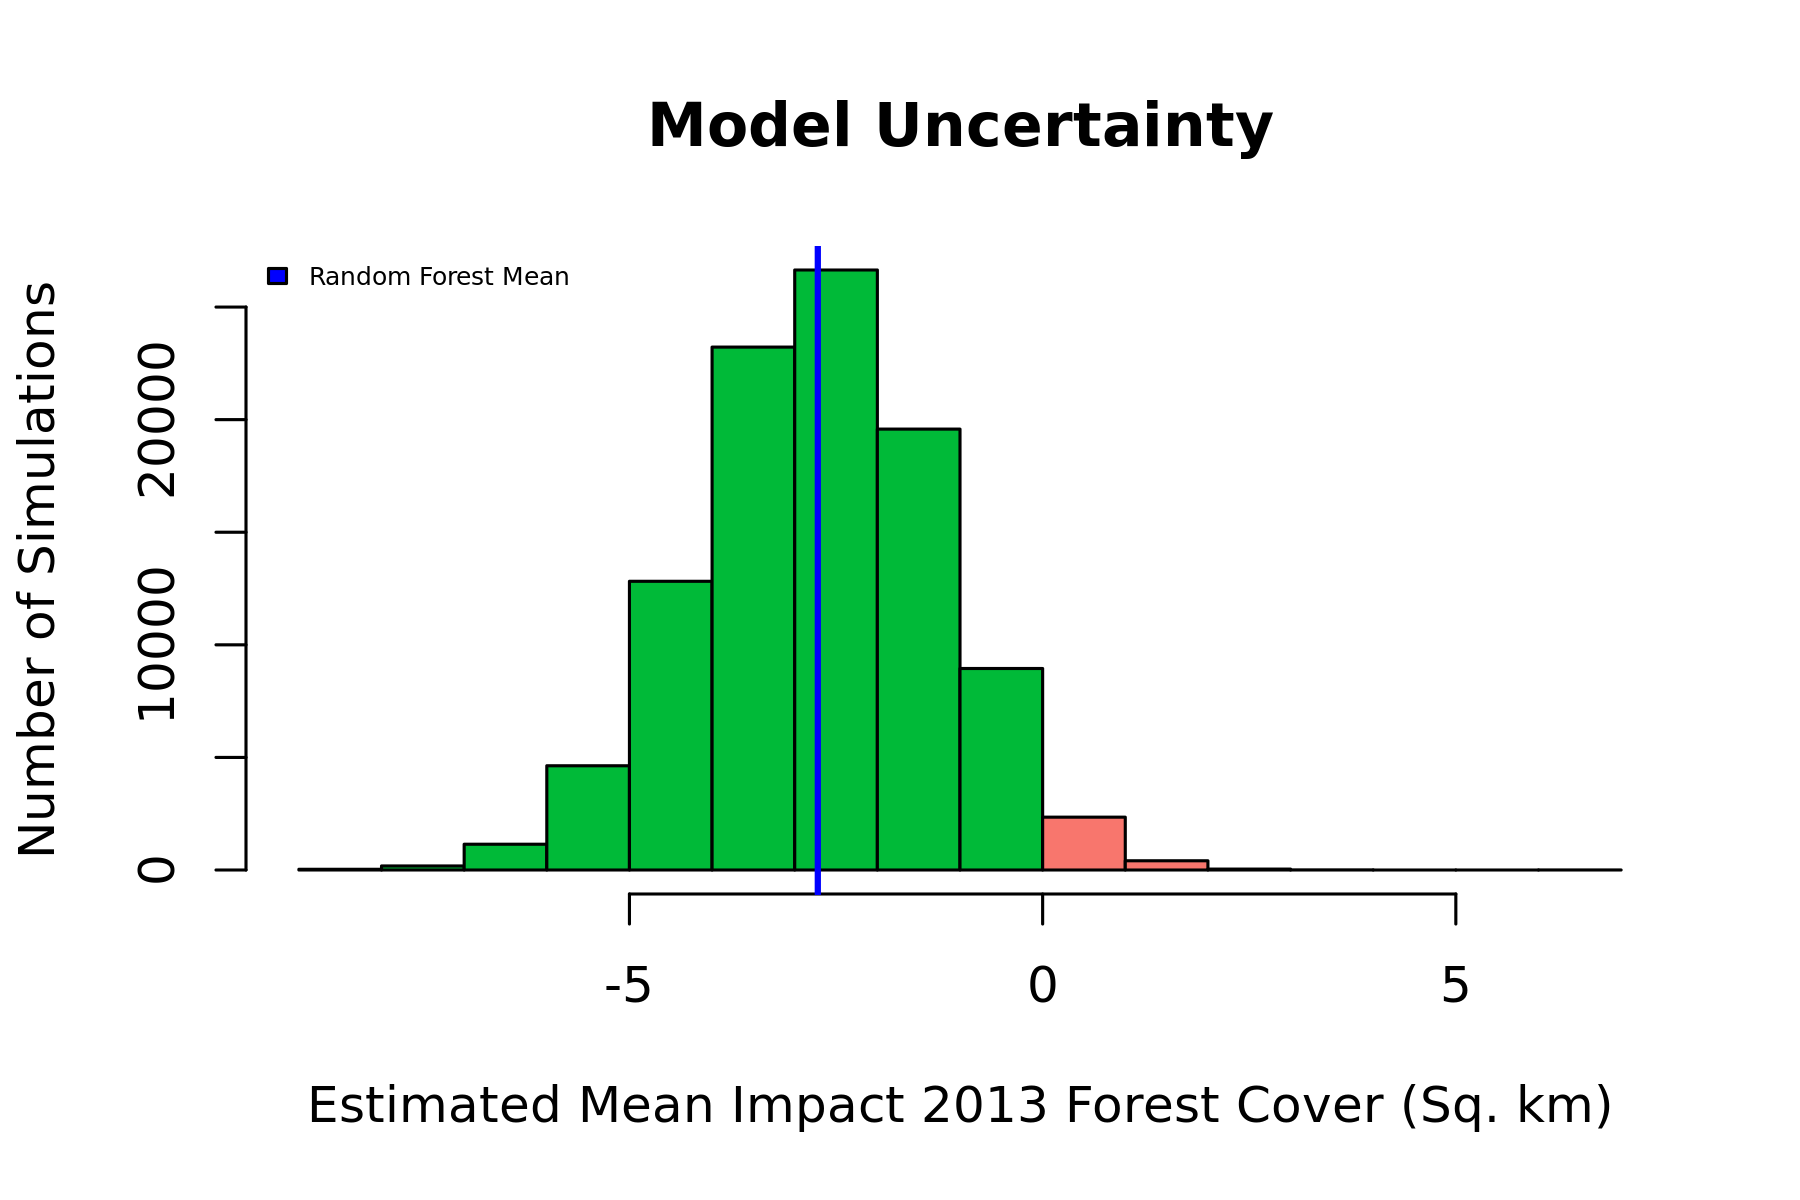 Model Uncertainty
Random Forest Mean
Number of Simulations
20000
10000
0
-5 0 5
Estimated Mean Impact 2013 Forest Cover (Sq. km)